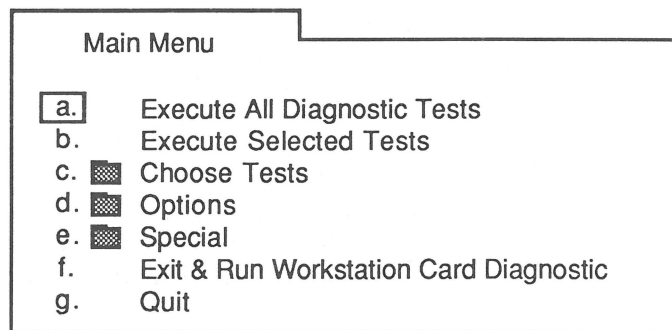 Main Menu
a. Execute All Diagnostic Tests
b. Execute Selected Tests
c. Choose Tests
d. Options
e. Special
f. Exit & Run Workstation Card Diagnostic
g. Quit